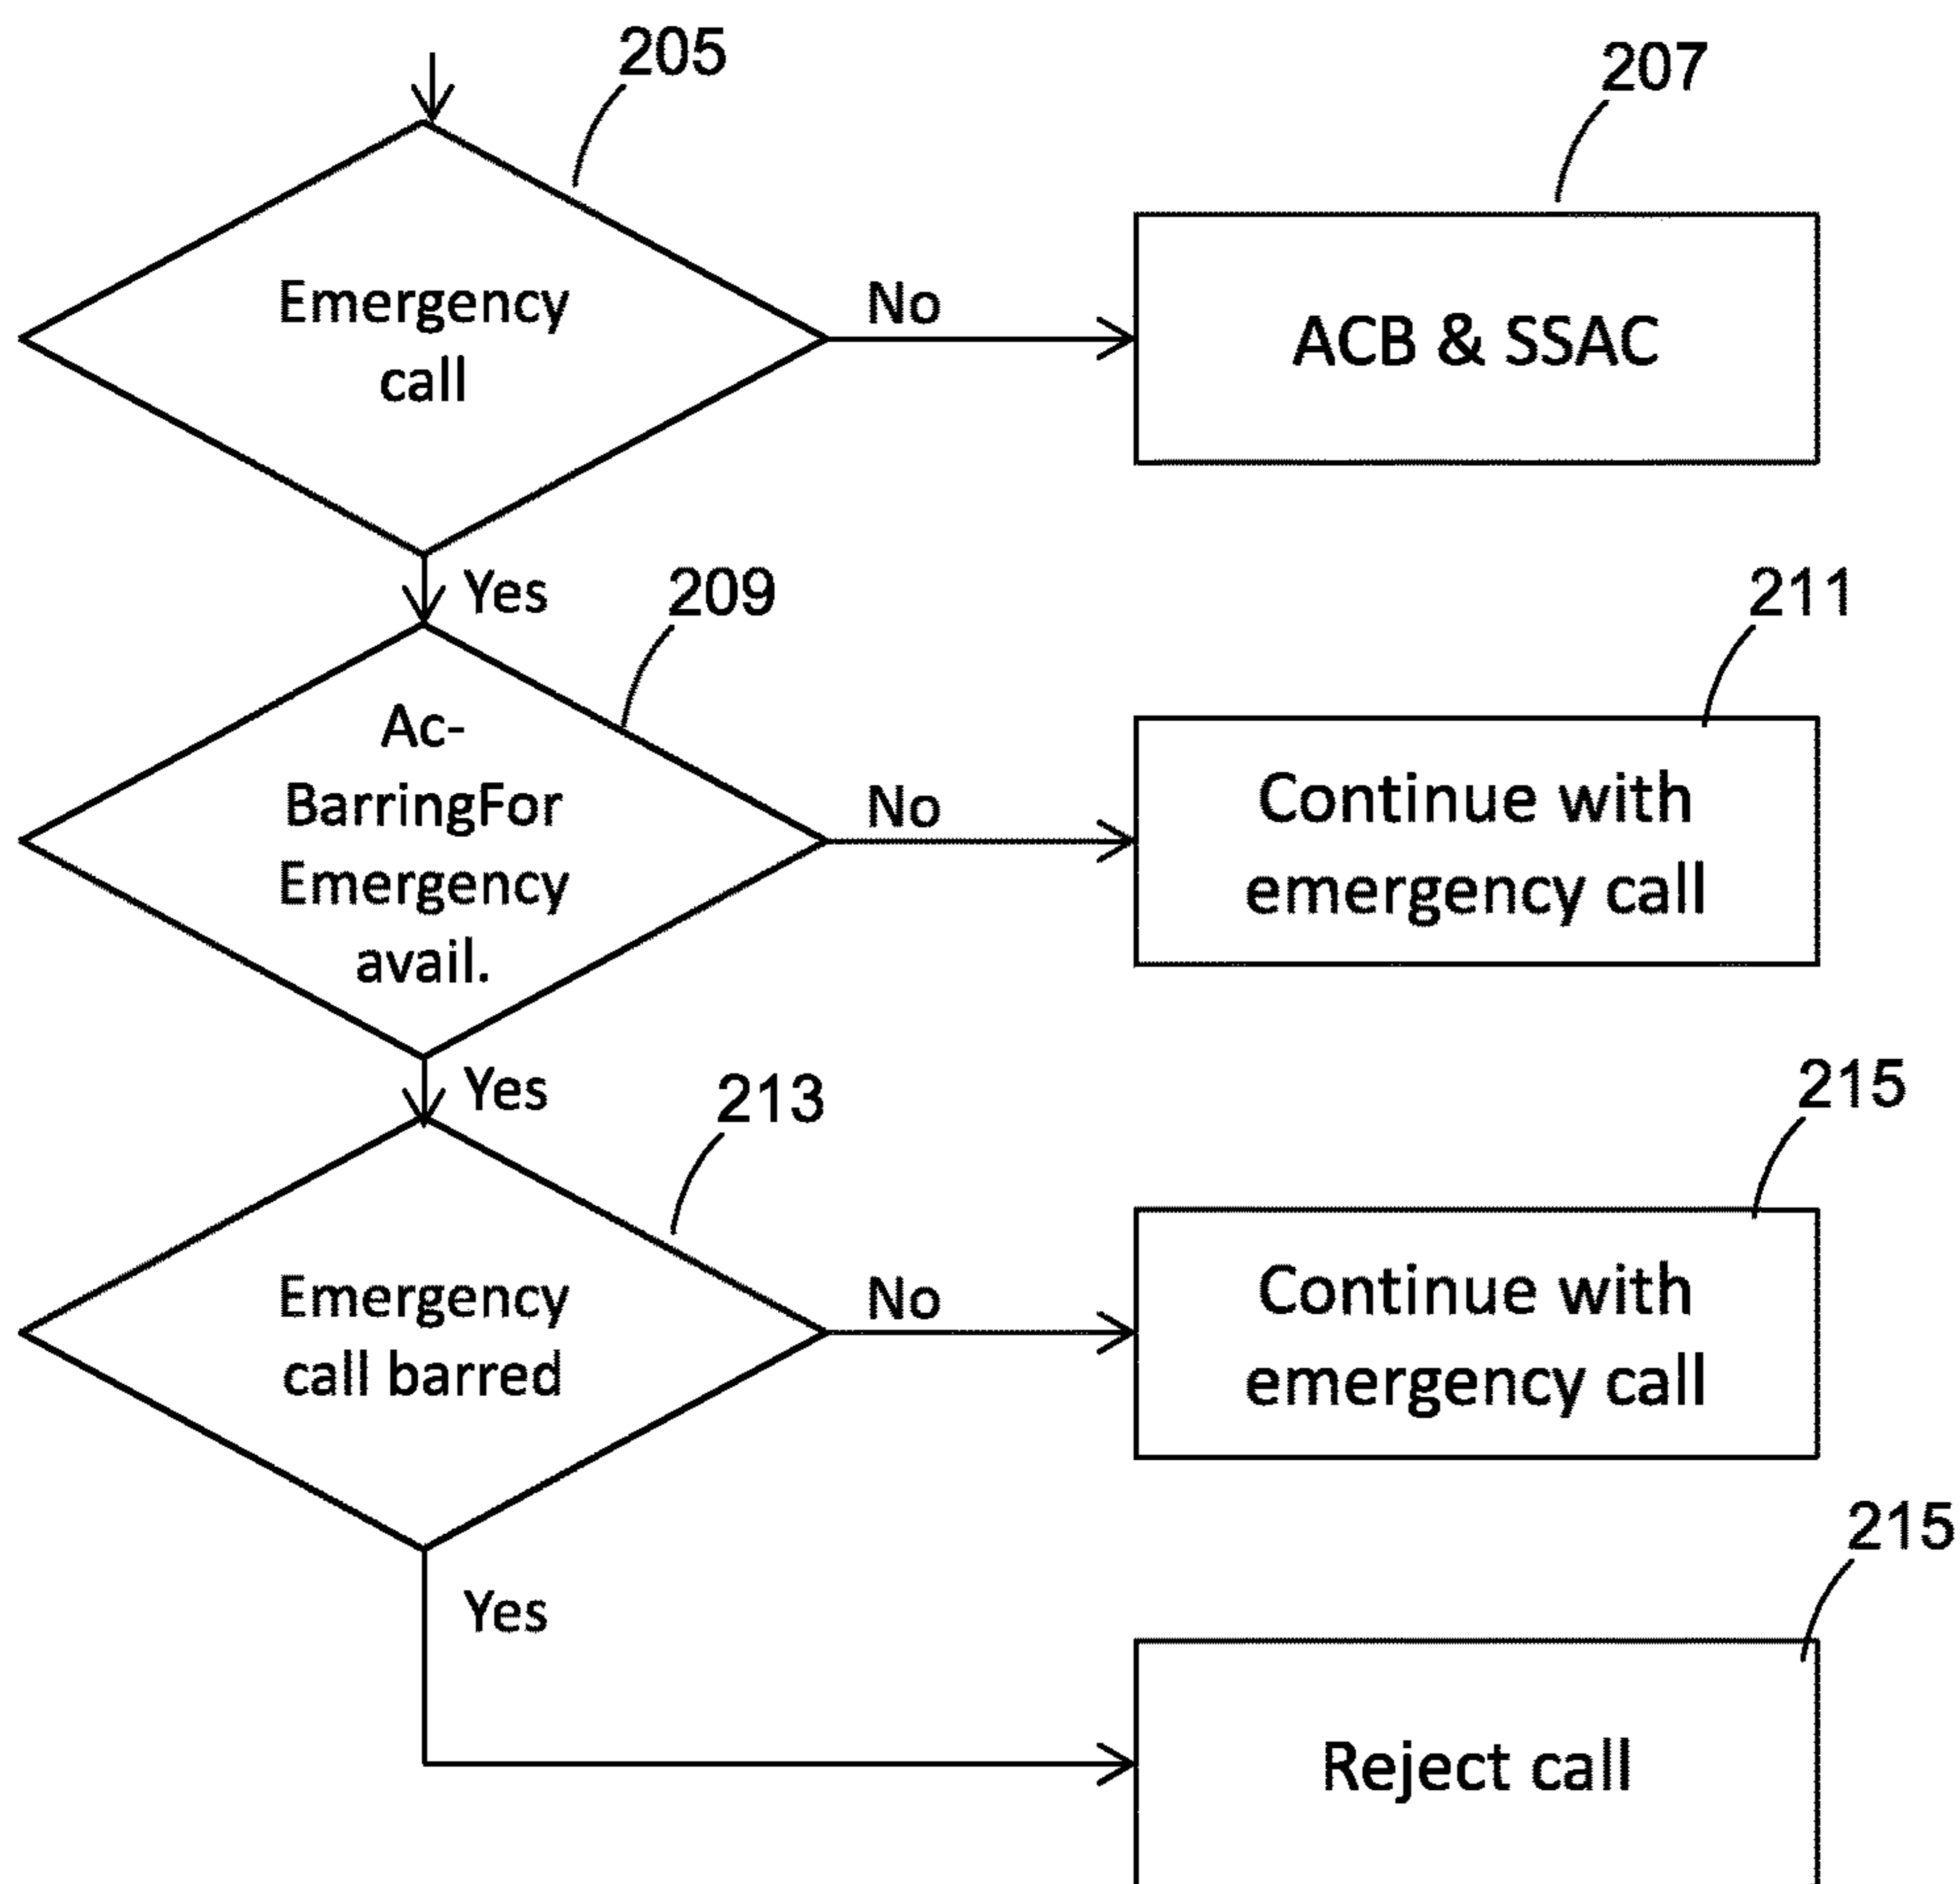 205
207
Emergency
call
No
ACB & SSAC
Yes
209
211
Ac-
BarringFor
Emergency
avail.
No
Continue with
emergency call
Yes
213
215
Emergency
call barred
No
Continue with
emergency call
215
Yes
Reject call